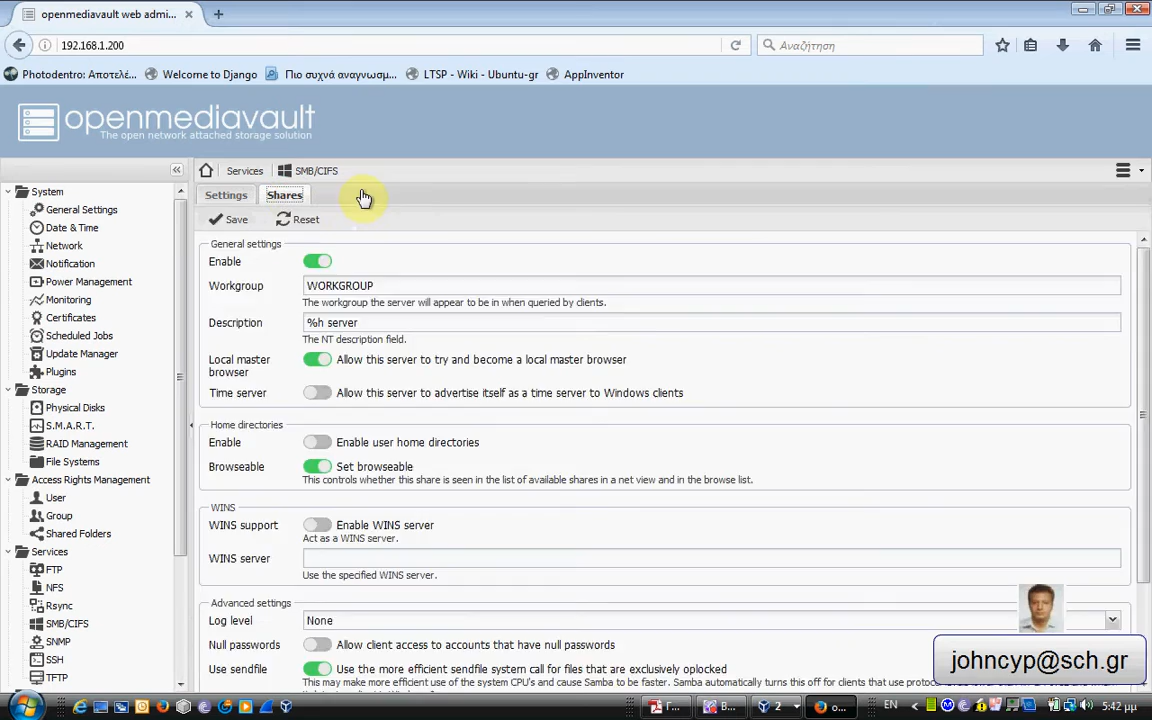 openmediavault web admi...
192.168.1.200
Αναζήτηση
Photodentro: Αποτελέ...
Welcome to Django
Πιο συχνά αναγνωσμ...
LTSP - Wiki - Ubuntu-gr
AppInventor
openmediavault
The open network attached storage solution
Services
SMB/CIFS
System
General Settings
Date & Time
Network
Notification
Power Management
Monitoring
Certificates
Scheduled Jobs
Update Manager
Plugins
Storage
Physical Disks
S.M.A.R.T.
RAID Management
File Systems
Access Rights Management
User
Group
Shared Folders
Services
FTP
NFS
Rsync
SMB/CIFS
SNMP
SSH
TFTP
Settings
Shares
Save
Reset
General settings
Enable
Workgroup
WORKGROUP
The workgroup the server will appear to be in when queried by clients.
Description
%h server
The NT description field.
Local master
browser
Allow this server to try and become a local master browser
Time server
Allow this server to advertise itself as a time server to Windows clients
Home directories
Enable
Enable user home directories
Browseable
Set browseable
This controls whether this share is seen in the list of available shares in a net view and in the browse list.
WINS
WINS support
Enable WINS server
Act as a WINS server.
WINS server
Use the specified WINS server.
Advanced settings
Log level
None
Null passwords
Allow client access to accounts that have null passwords
Use sendfile
Use the more efficient sendfile system call for files that are exclusively oplocked
This may make more efficient use of the system CPU's and cause Samba to be faster. Samba automatically turns this off for clients that use protocol
johncyp@sch.gr
Γ...
B...
2
o...
EN
5:42 μμ